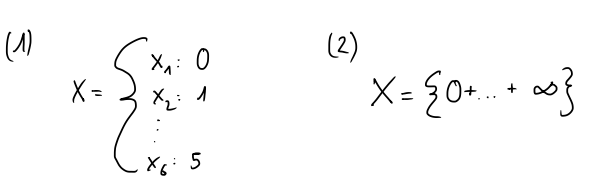 (1)
X = { x₁: 0
x₂: 1
⋮
x₆: 5
(2)
X = {0+...+ ∞}